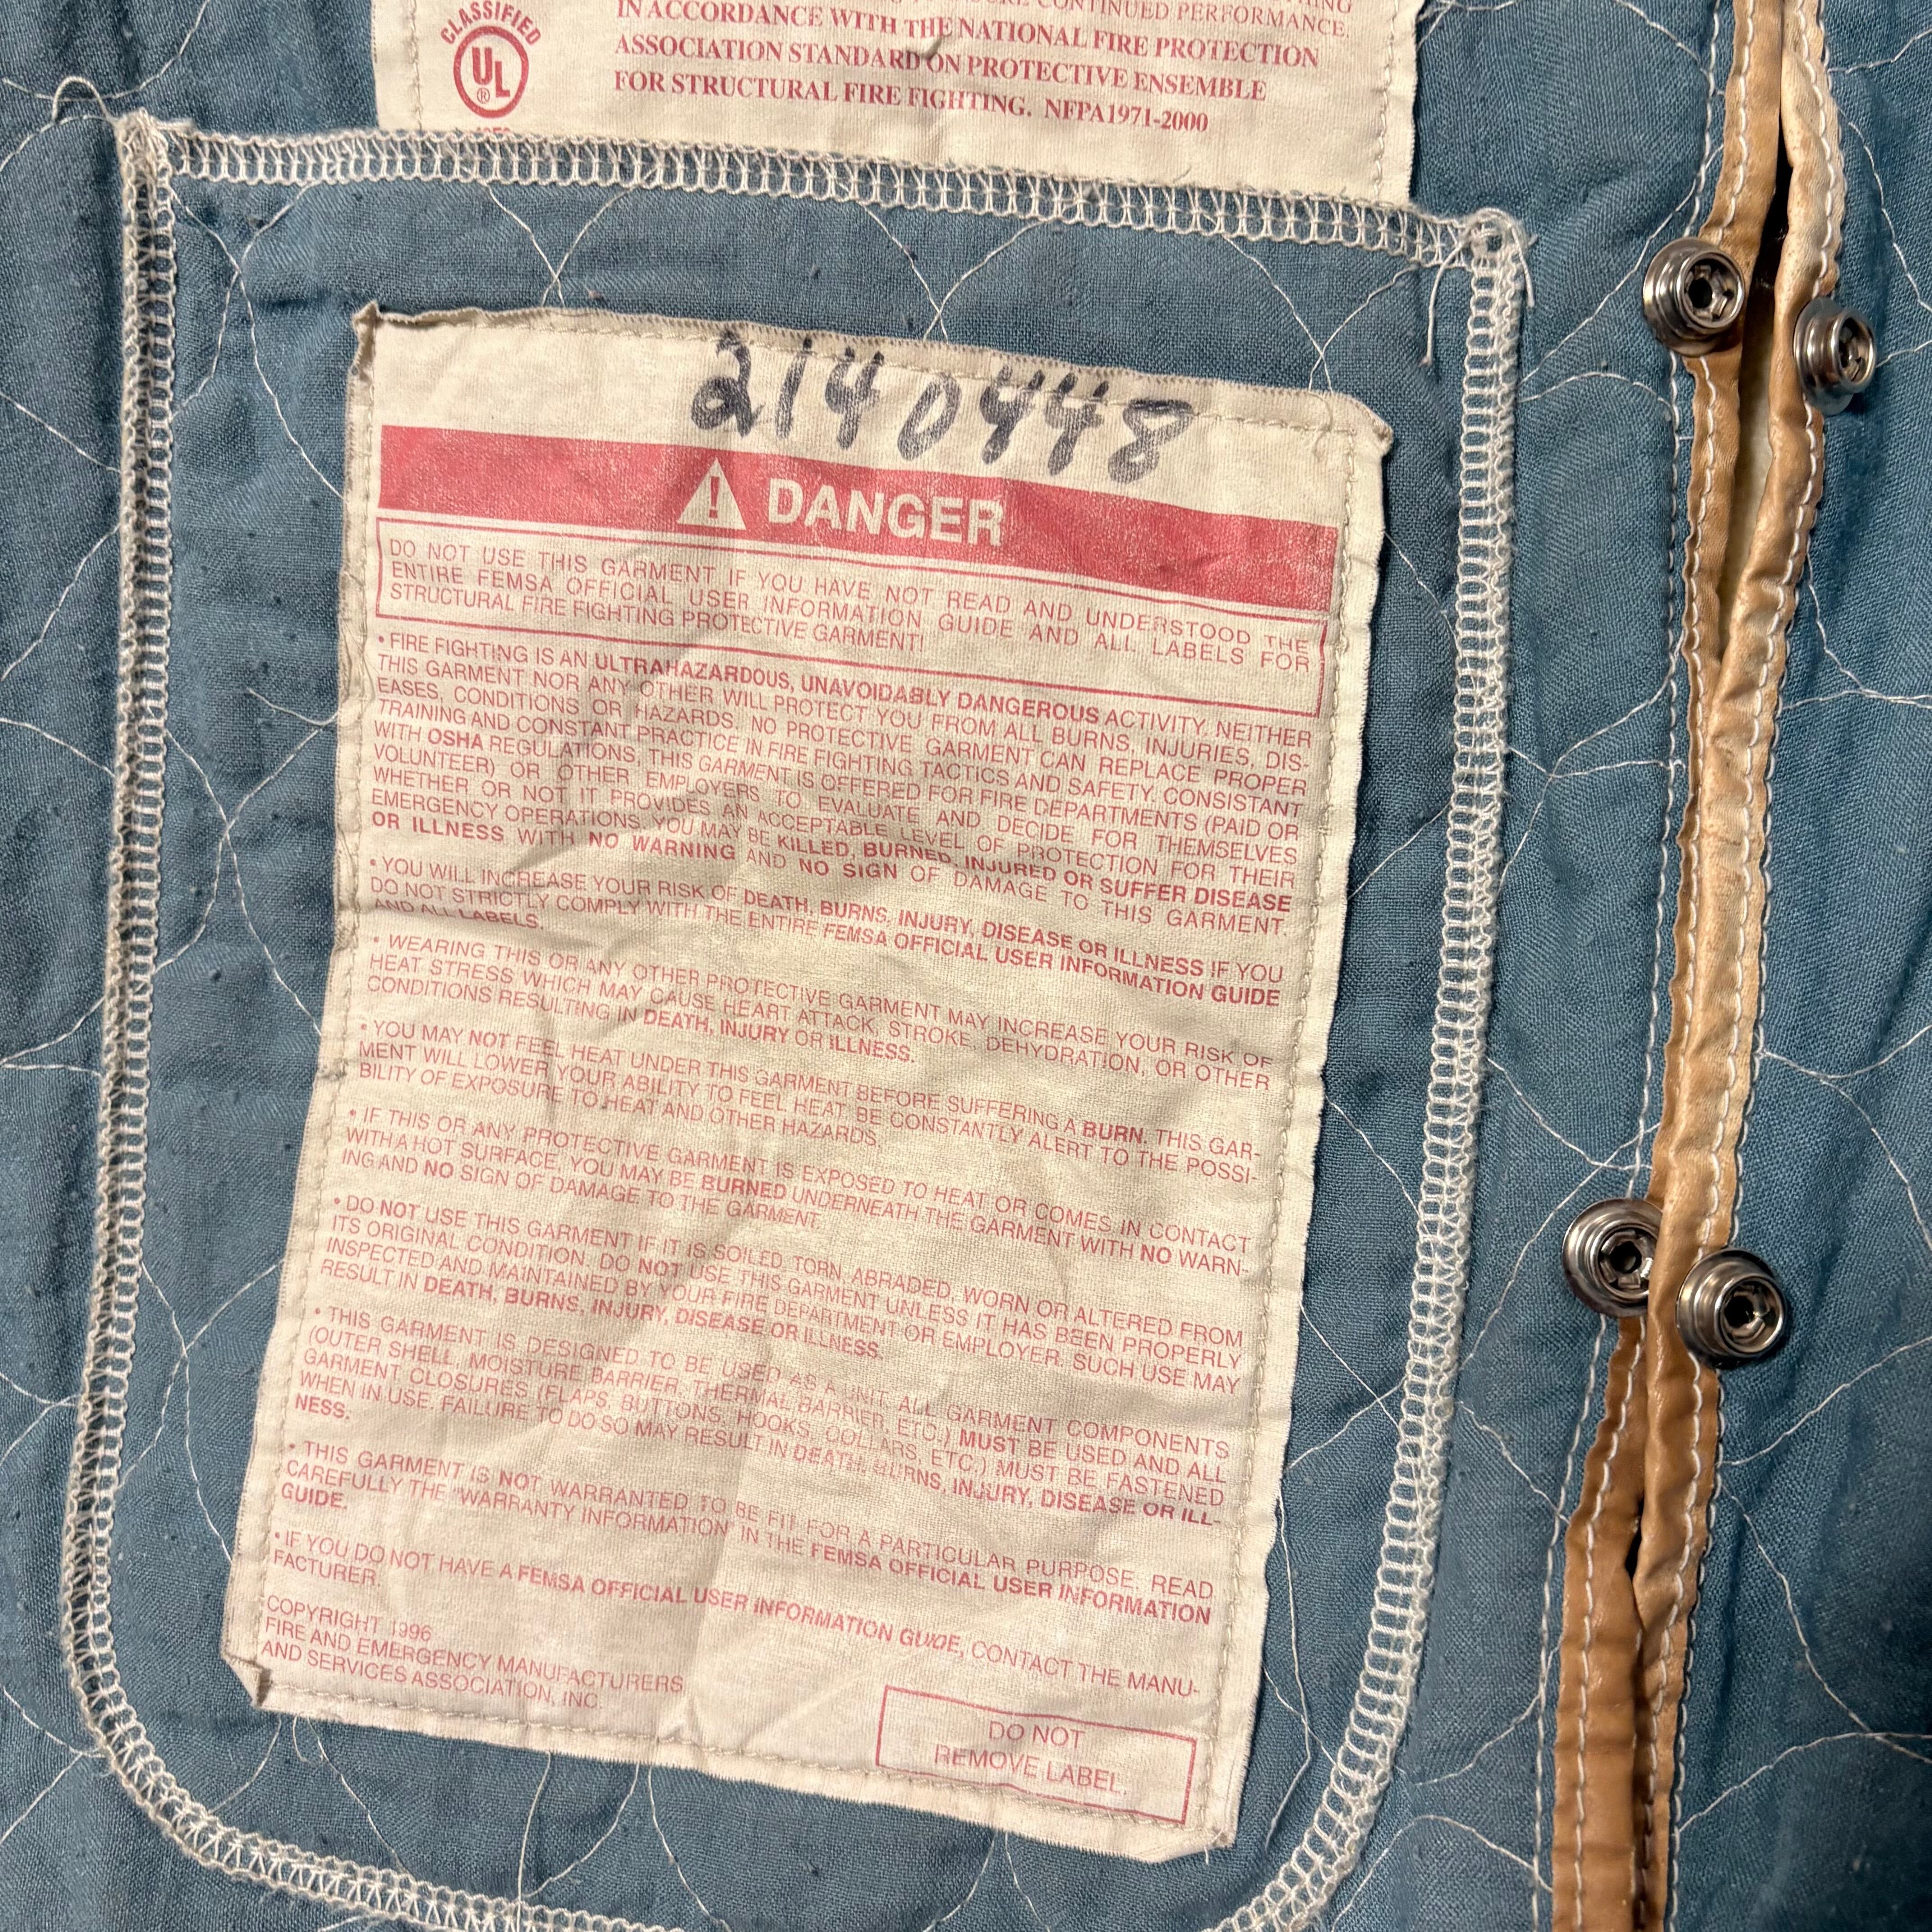 CONTINUED PERFORMANCE.
IN ACCORDANCE WITH THE NATIONAL FIRE PROTECTION
ASSOCIATION STANDARD ON PROTECTIVE ENSEMBLE
FOR STRUCTURAL FIRE FIGHTING. NFPA1971-2000
CLASSIFIED
UL
®
2140448
DANGER
DO NOT USE THIS GARMENT IF YOU HAVE NOT READ AND UNDERSTOOD THE
ENTIRE FEMSA OFFICIAL USER INFORMATION GUIDE AND ALL LABELS FOR
STRUCTURAL FIRE FIGHTING PROTECTIVE GARMENT!
• FIRE FIGHTING IS AN ULTRAHAZARDOUS, UNAVOIDABLY DANGEROUS ACTIVITY. NEITHER
THIS GARMENT NOR ANY OTHER WILL PROTECT YOU FROM ALL BURNS, INJURIES, DIS-
EASES, CONDITIONS OR HAZARDS. NO PROTECTIVE GARMENT CAN REPLACE PROPER
TRAINING AND CONSTANT PRACTICE IN FIRE FIGHTING TACTICS AND SAFETY. CONSISTANT
WITH OSHA REGULATIONS, THIS GARMENT IS OFFERED FOR FIRE DEPARTMENTS (PAID OR
VOLUNTEER) OR OTHER EMPLOYERS TO EVALUATE AND DECIDE FOR THEMSELVES
WHETHER OR NOT IT PROVIDES AN ACCEPTABLE LEVEL OF PROTECTION FOR THEIR
EMERGENCY OPERATIONS. YOU MAY BE KILLED, BURNED, INJURED OR SUFFER DISEASE
OR ILLNESS WITH NO WARNING AND NO SIGN OF DAMAGE TO THIS GARMENT.
• YOU WILL INCREASE YOUR RISK OF DEATH, BURNS, INJURY, DISEASE OR ILLNESS IF YOU
DO NOT STRICTLY COMPLY WITH THE ENTIRE FEMSA OFFICIAL USER INFORMATION GUIDE
AND ALL LABELS.
• WEARING THIS OR ANY OTHER PROTECTIVE GARMENT MAY INCREASE YOUR RISK OF
HEAT STRESS WHICH MAY CAUSE HEART ATTACK, STROKE, DEHYDRATION, OR OTHER
CONDITIONS RESULTING IN DEATH, INJURY OR ILLNESS.
• YOU MAY NOT FEEL HEAT UNDER THIS GARMENT BEFORE SUFFERING A BURN. THIS GAR-
MENT WILL LOWER YOUR ABILITY TO FEEL HEAT. BE CONSTANTLY ALERT TO THE POSSI-
BILITY OF EXPOSURE TO HEAT AND OTHER HAZARDS.
• IF THIS OR ANY PROTECTIVE GARMENT IS EXPOSED TO HEAT OR COMES IN CONTACT
WITH A HOT SURFACE, YOU MAY BE BURNED UNDERNEATH THE GARMENT WITH NO WARN-
ING AND NO SIGN OF DAMAGE TO THE GARMENT.
• DO NOT USE THIS GARMENT IF IT IS SOILED, TORN, ABRADED, WORN OR ALTERED FROM
ITS ORIGINAL CONDITION. DO NOT USE THIS GARMENT UNLESS IT HAS BEEN PROPERLY
INSPECTED AND MAINTAINED BY YOUR FIRE DEPARTMENT OR EMPLOYER. SUCH USE MAY
RESULT IN DEATH, BURNS, INJURY, DISEASE OR ILLNESS.
• THIS GARMENT IS DESIGNED TO BE USED AS A UNIT. ALL GARMENT COMPONENTS
(OUTER SHELL, MOISTURE BARRIER, THERMAL BARRIER, ETC.) MUST BE USED AND ALL
GARMENT CLOSURES (FLAPS, BUTTONS, HOOKS, COLLARS, ETC.) MUST BE FASTENED
WHEN IN USE. FAILURE TO DO SO MAY RESULT IN DEATH, BURNS, INJURY, DISEASE OR ILL-
NESS.
• THIS GARMENT IS NOT WARRANTED TO BE FIT FOR A PARTICULAR PURPOSE. READ
CAREFULLY THE "WARRANTY INFORMATION" IN THE FEMSA OFFICIAL USER INFORMATION
GUIDE.
• IF YOU DO NOT HAVE A FEMSA OFFICIAL USER INFORMATION GUIDE, CONTACT THE MANU-
FACTURER.
COPYRIGHT 1996
FIRE AND EMERGENCY MANUFACTURERS
AND SERVICES ASSOCIATION, INC.
DO NOT
REMOVE LABEL.